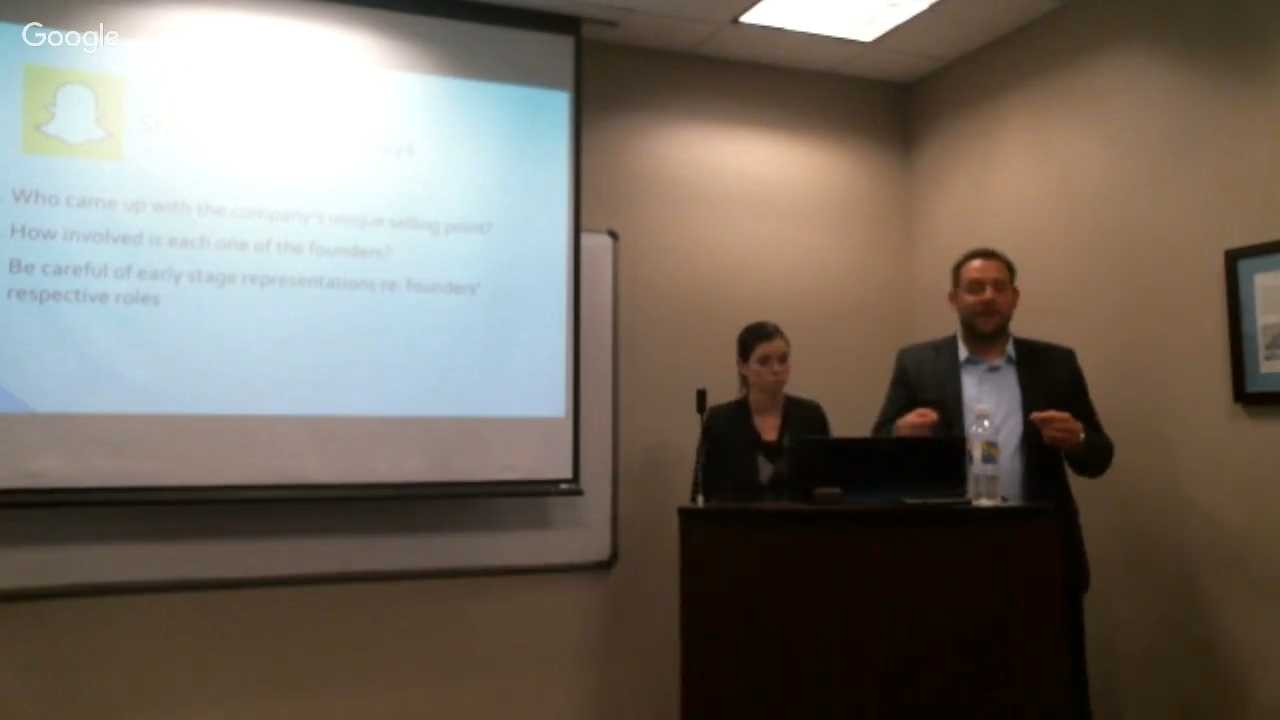 Google
Who came up with the company's unique selling point?
How involved is each one of the founders?
Be careful of early stage representations re: founders'
respective roles